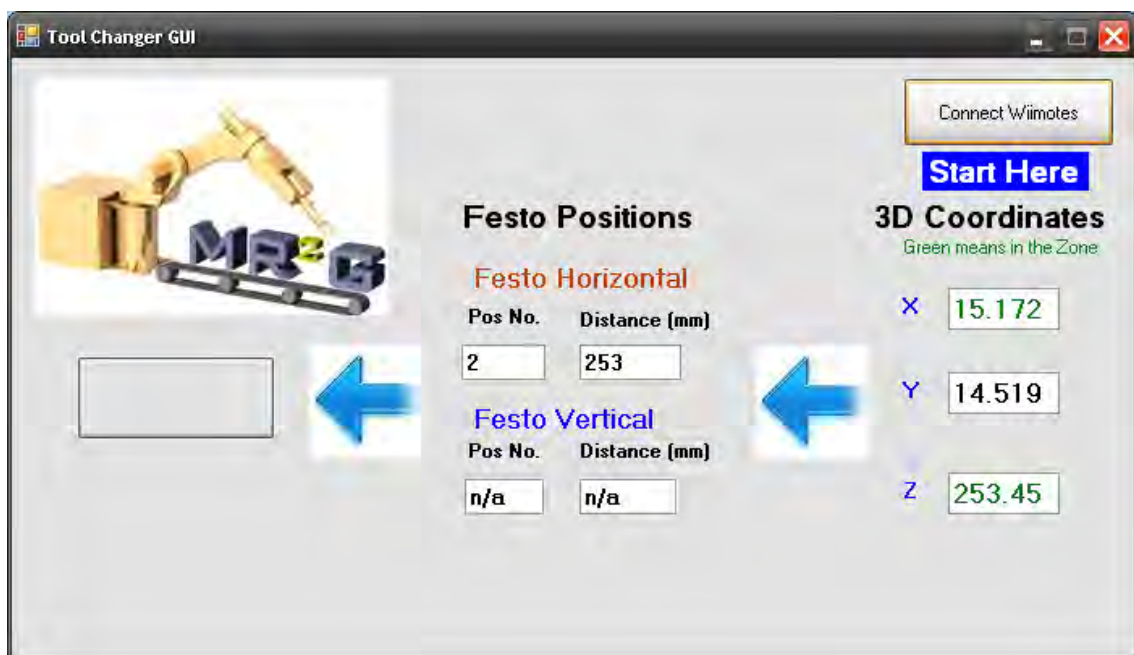 Tool Changer GUI
MR²G
Connect Wiimotes
Start Here
Festo Positions
3D Coordinates
Green means in the Zone
Festo Horizontal
Pos No. Distance (mm)
X 15.172
2 253
Y 14.519
Festo Vertical
Pos No. Distance (mm)
n/a n/a
Z 253.45